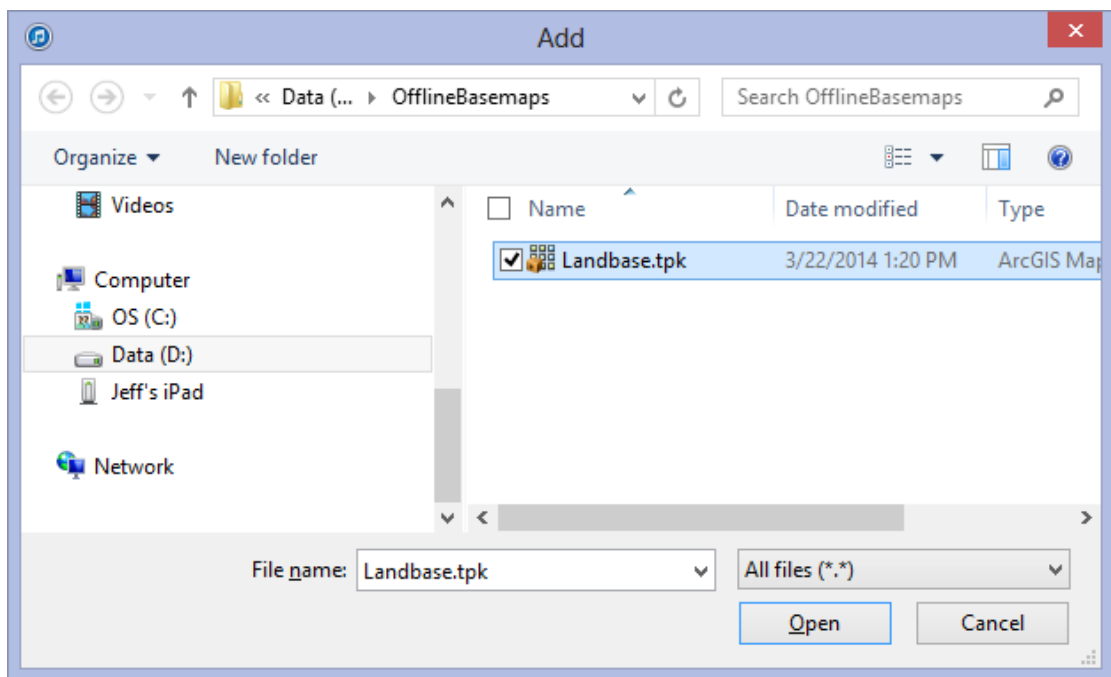 Add
« Data (... OfflineBasemaps
Search OfflineBasemaps
Organize
New folder
Videos
Computer
OS (C:)
Data (D:)
Jeff's iPad
Network
Name Date modified Type
Landbase.tpk 3/22/2014 1:20 PM ArcGIS Map
File name: Landbase.tpk
All files (*.*)
Open Cancel